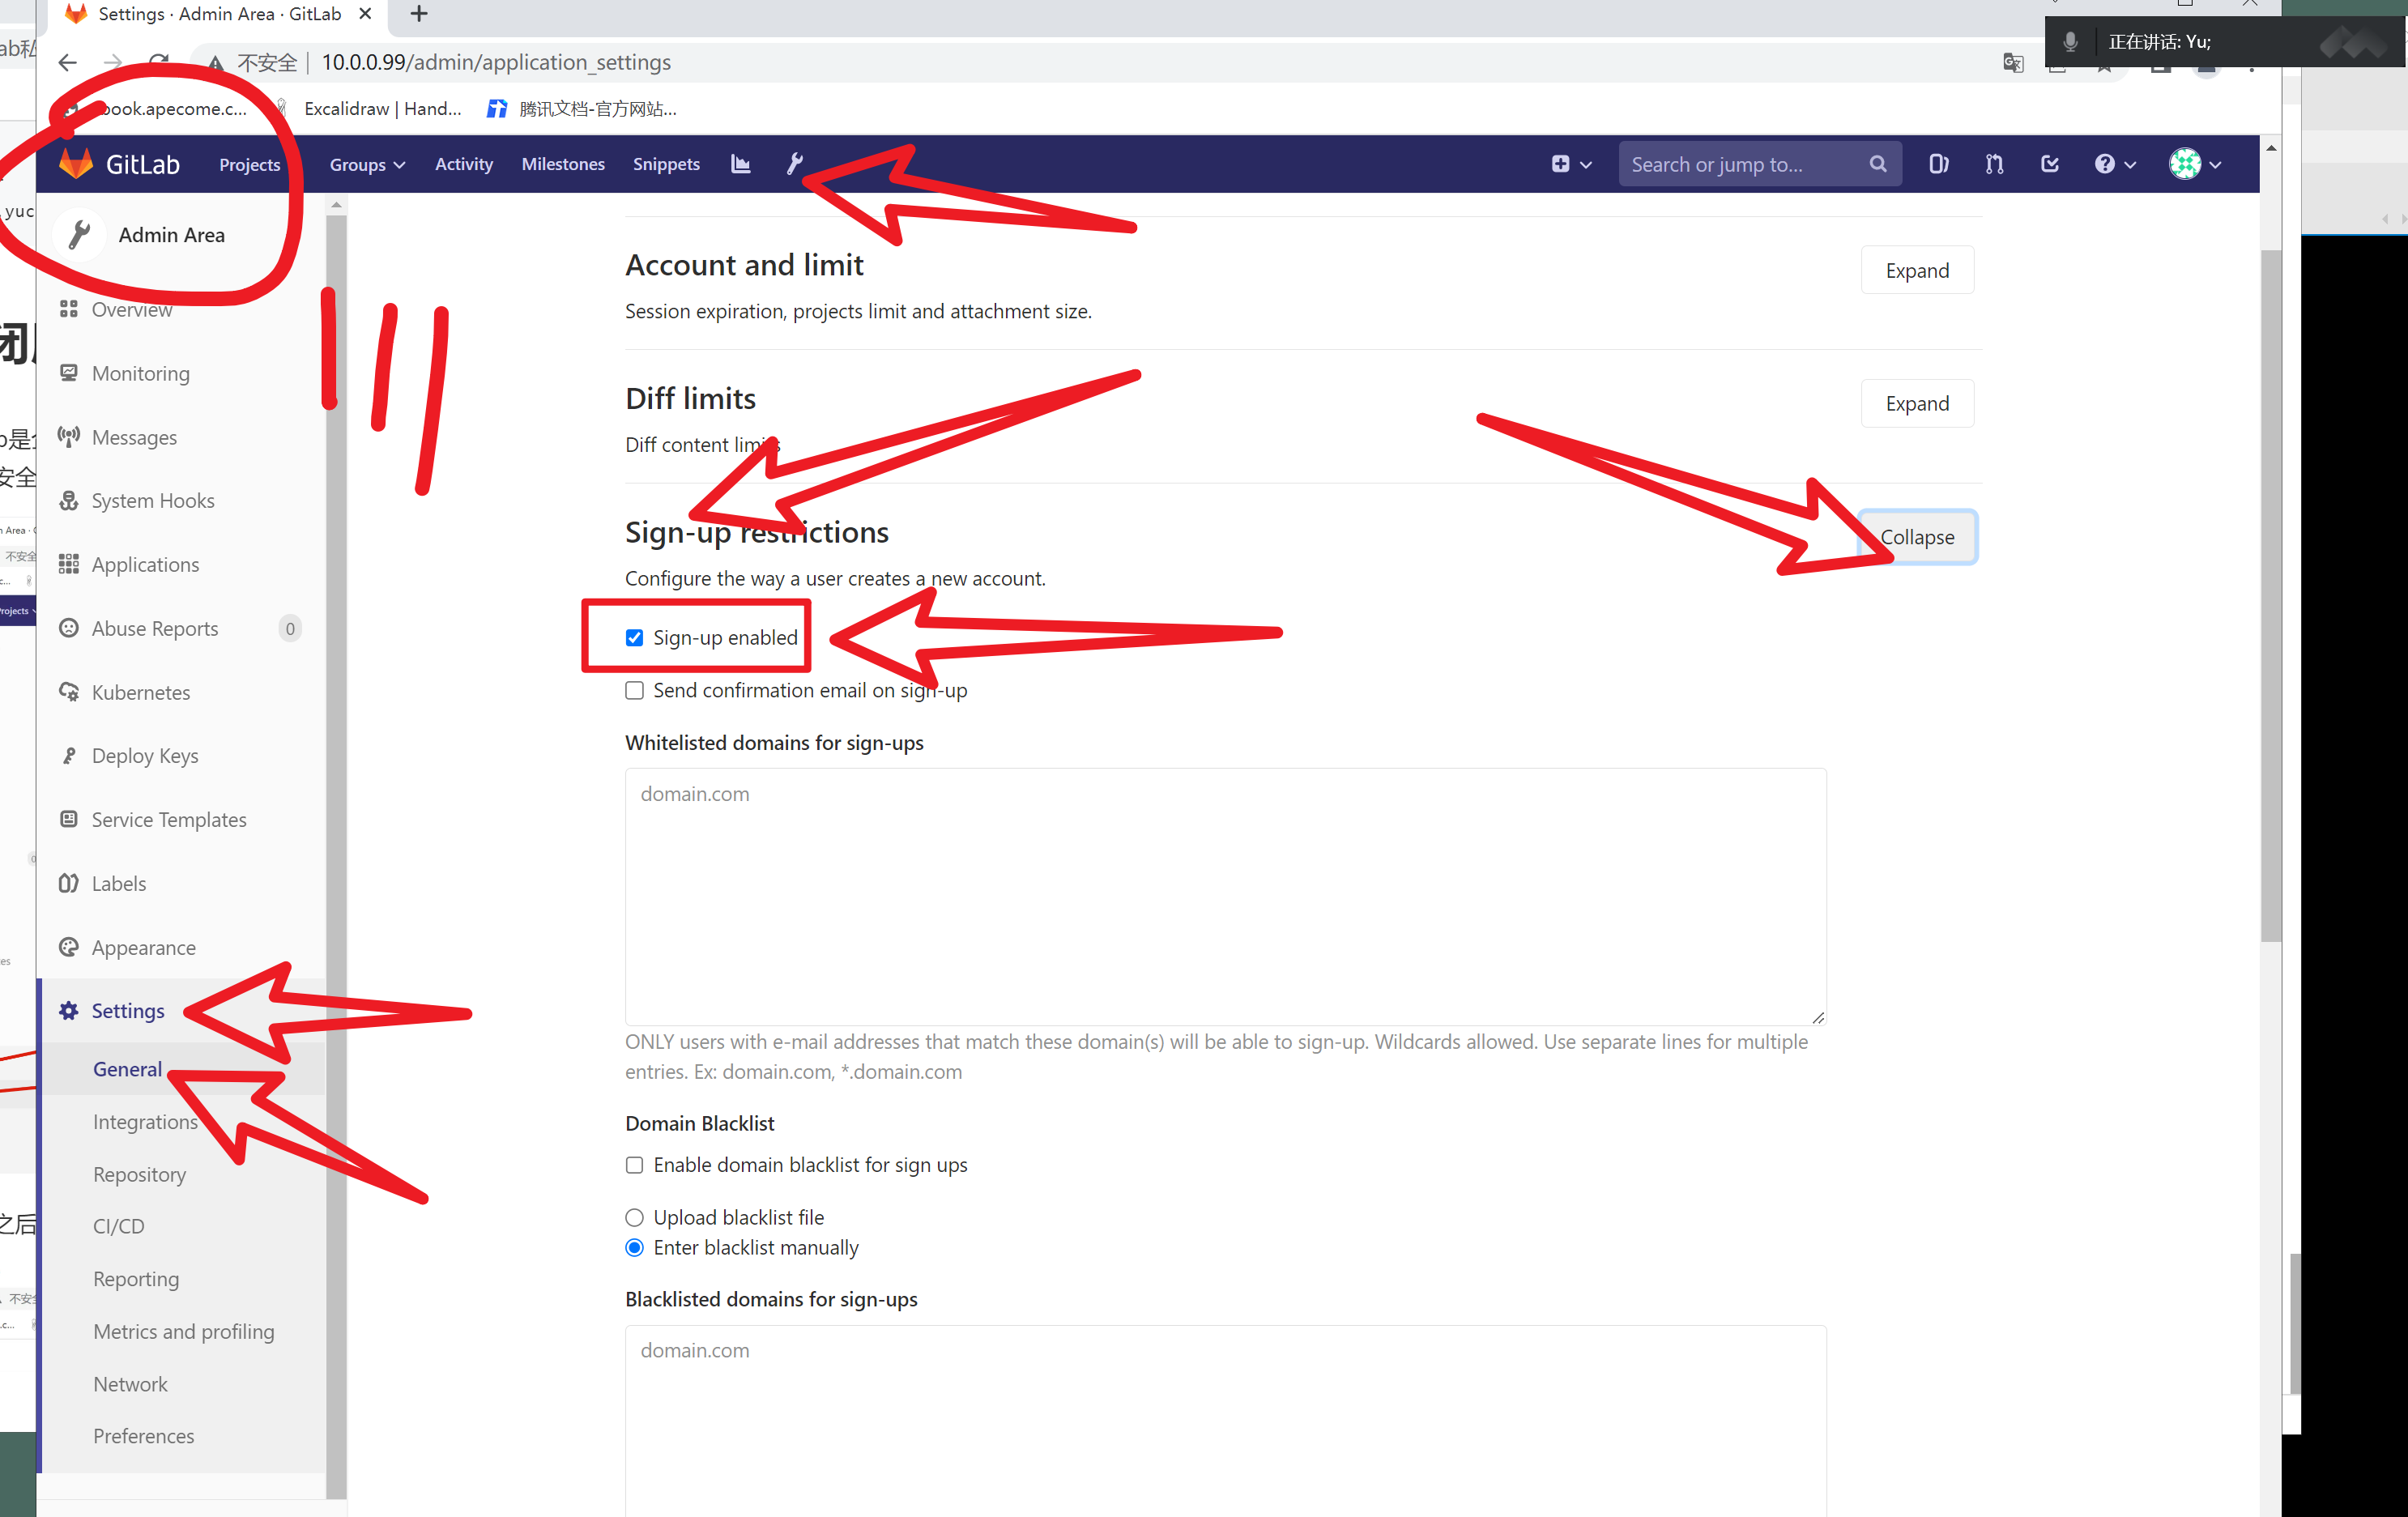 Settings · Admin Area · GitLab
正在讲话: Yu;
不安全 10.0.0.99/admin/application_settings
book.apecome.c...
Excalidraw | Hand...
腾讯文档-官方网站...
GitLab
Projects
Groups
Activity
Milestones
Snippets
Search or jump to...
Admin Area
Overview
Monitoring
Messages
System Hooks
Applications
Abuse Reports 0
Kubernetes
Deploy Keys
Service Templates
Labels
Appearance
Settings
General
Integrations
Repository
CI/CD
Reporting
Metrics and profiling
Network
Preferences
Account and limit
Expand
Session expiration, projects limit and attachment size.
Diff limits
Expand
Diff content limits
Sign-up restrictions
Collapse
Configure the way a user creates a new account.
Sign-up enabled
Send confirmation email on sign-up
Whitelisted domains for sign-ups
domain.com
ONLY users with e-mail addresses that match these domain(s) will be able to sign-up. Wildcards allowed. Use separate lines for multiple
entries. Ex: domain.com, *.domain.com
Domain Blacklist
Enable domain blacklist for sign ups
Upload blacklist file
Enter blacklist manually
Blacklisted domains for sign-ups
domain.com